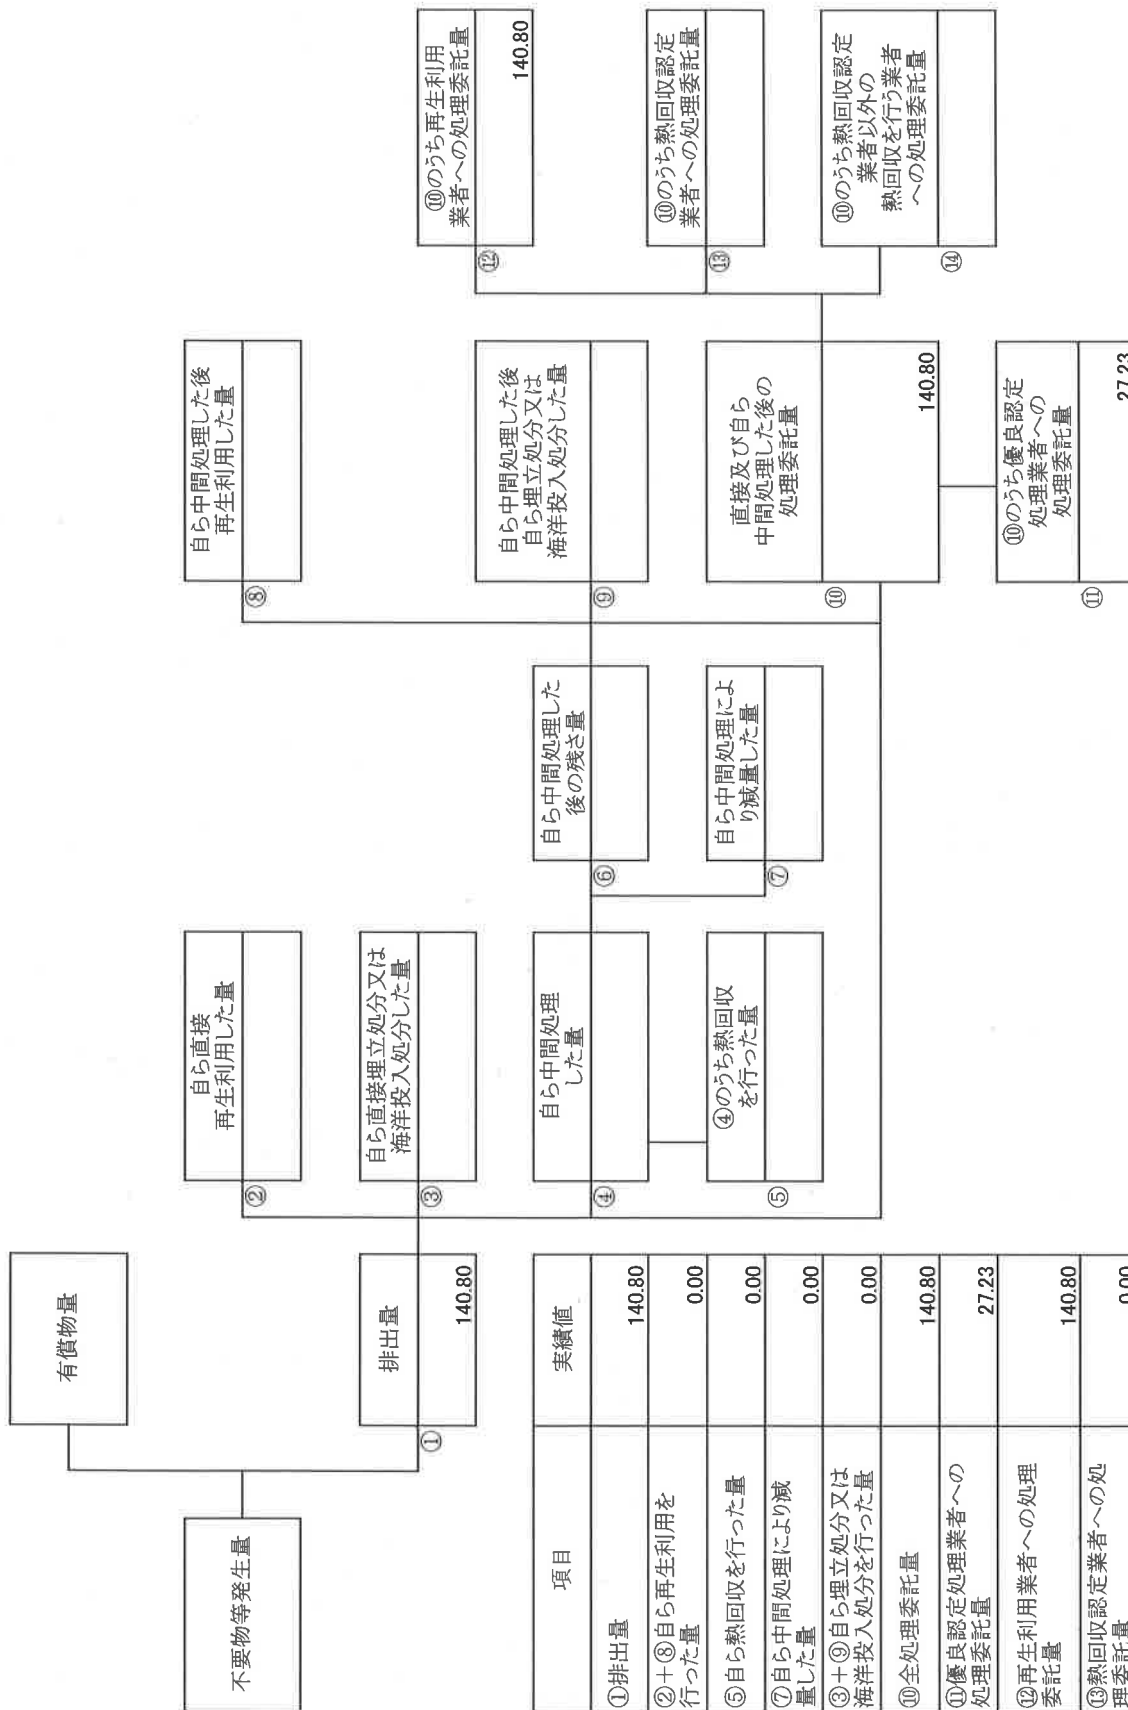 不要物等発生量
有償物量
排出量
①
140.80
自ら直接
再生利用した量
②
自ら直接埋立処分又は
海洋投入処分した量
③
自ら中間処理
した量
④
④のうち熱回収
を行った量
⑤
自ら中間処理した
後の残さ量
⑥
自ら中間処理によ
り減量した量
⑦
自ら中間処理した後
再生利用した量
⑧
自ら中間処理した後
自ら埋立処分又は
海洋投入処分した量
⑨
直接及び自ら
中間処理した後の
処理委託量
⑩
140.80
⑩のうち優良認定
処理業者への
処理委託量
⑪
27.23
⑩のうち再生利用
業者への処理委託量
⑫
140.80
⑩のうち熱回収認定
業者への処理委託量
⑬
⑩のうち熱回収認定
業者以外の
熱回収を行う業者
への処理委託量
⑭
項目
実績値
①排出量
140.80
②+⑧自ら再生利用を
行った量
0.00
⑤自ら熱回収を行った量
0.00
⑦自ら中間処理により減
量した量
0.00
③+⑨自ら埋立処分又は
海洋投入処分を行った量
0.00
⑩全処理委託量
140.80
⑪優良認定処理業者への
処理委託量
27.23
⑫再生利用業者への処理
委託量
140.80
⑬熱回収認定業者への処
理委託量
0.00